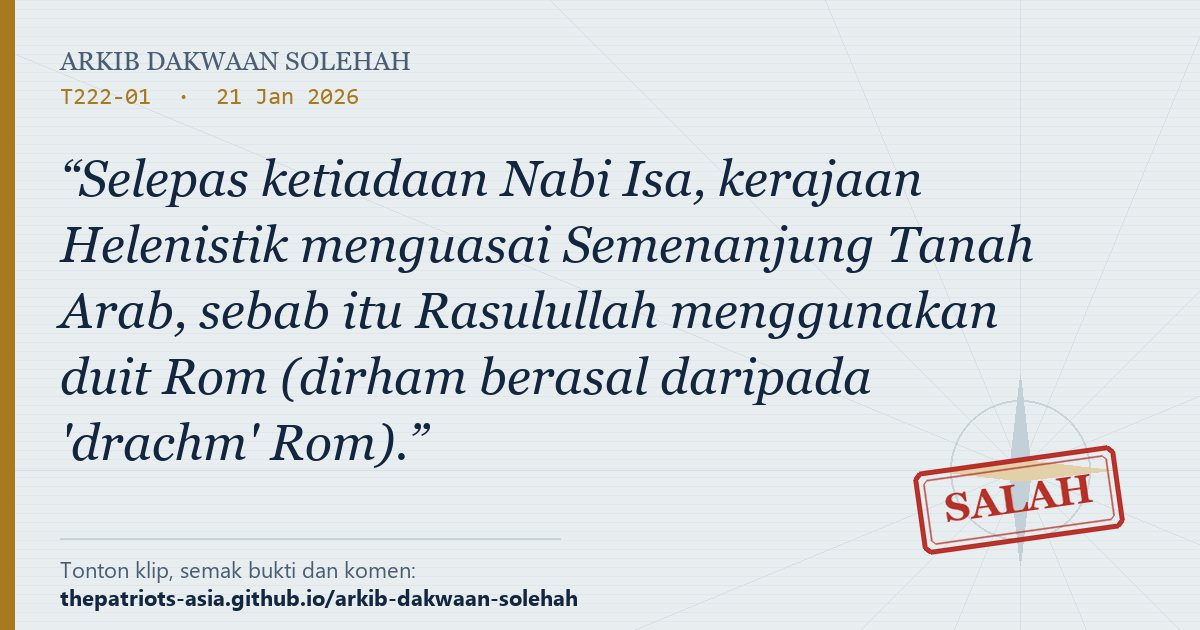 ARKIB DAKWAAN SOLEHAH
T222-01 · 21 Jan 2026
“Selepas ketiadaan Nabi Isa, kerajaan
Helenistik menguasai Semenanjung Tanah
Arab, sebab itu Rasulullah menggunakan
duit Rom (dirham berasal daripada
'drachm' Rom).”
SALAH
Tonton klip, semak bukti dan komen:
thepatriots-asia.github.io/arkib-dakwaan-solehah